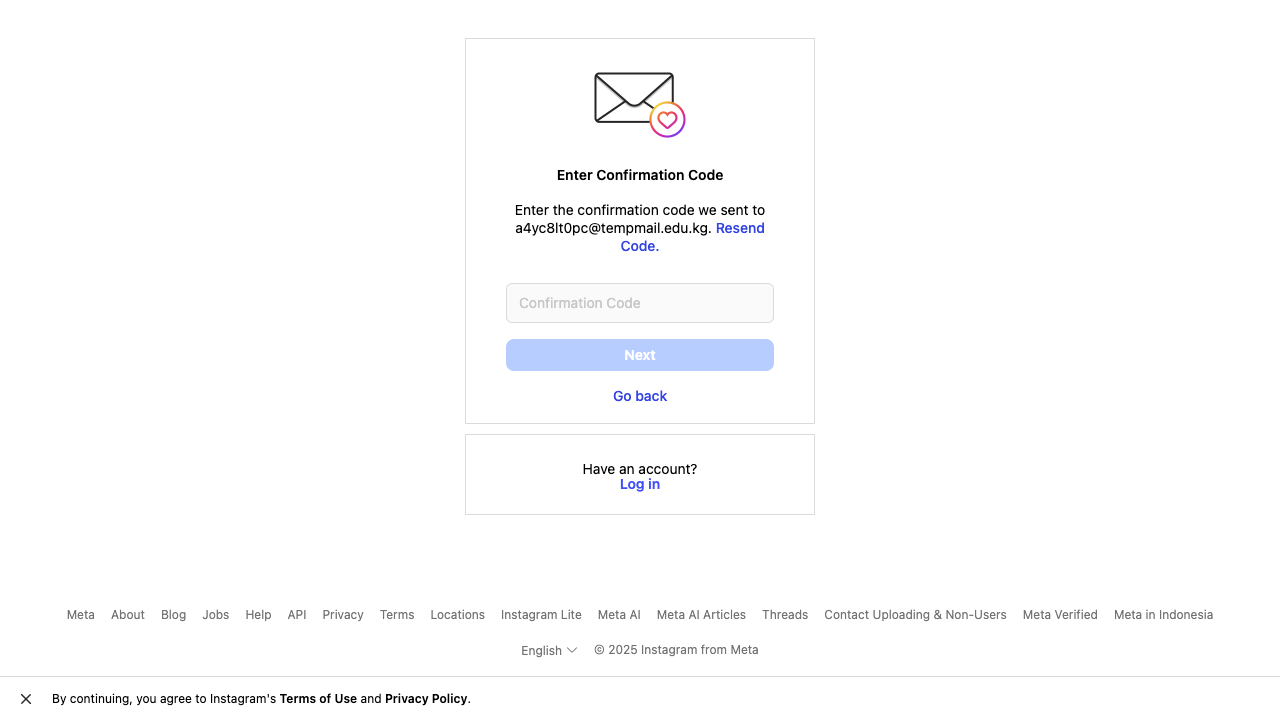 Enter Confirmation Code
Enter the confirmation code we sent to
a4yc8lt0pc@tempmail.edu.kg. Resend
Code.
Confirmation Code
Next
Go back
Have an account?
Log in
Meta About Blog Jobs Help API Privacy Terms Locations Instagram Lite Meta AI Meta AI Articles Threads Contact Uploading & Non-Users Meta Verified Meta in Indonesia
English © 2025 Instagram from Meta
By continuing, you agree to Instagram's Terms of Use and Privacy Policy.